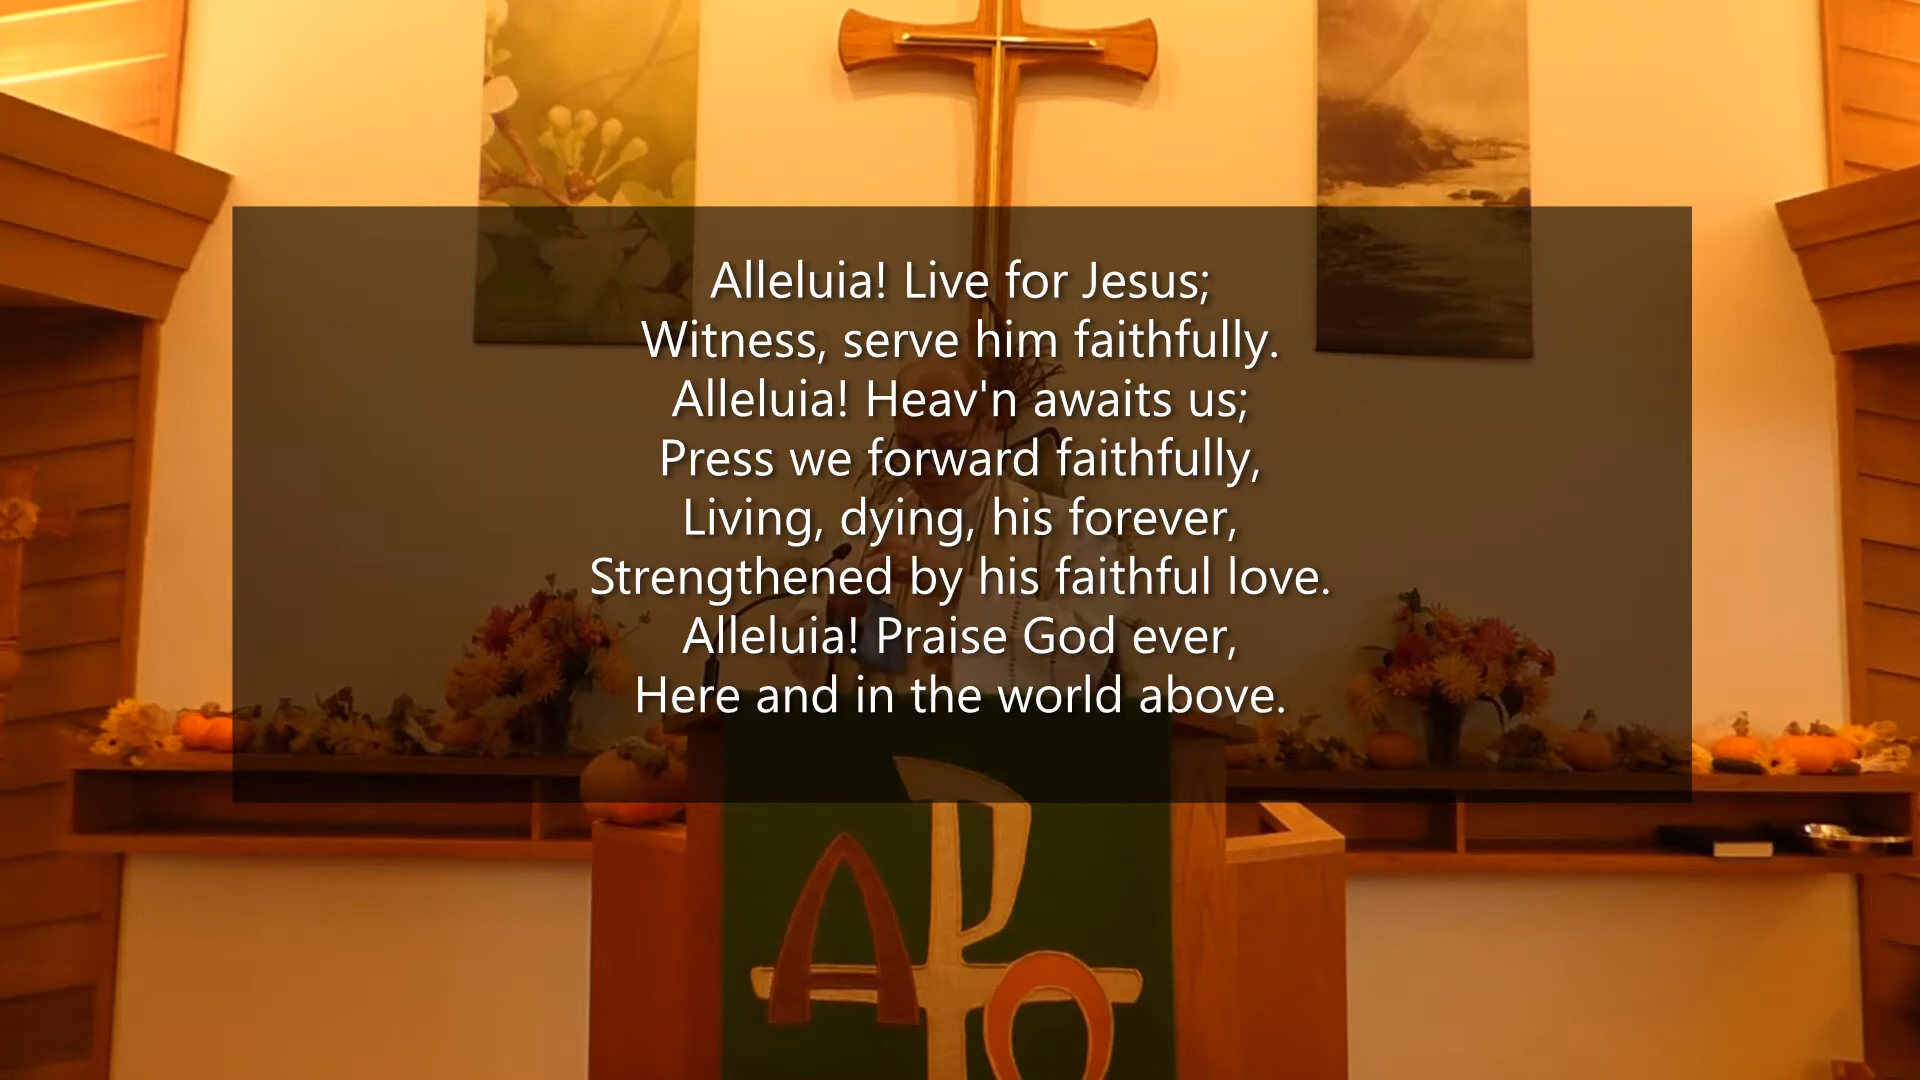 Alleluia! Live for Jesus;
Witness, serve him faithfully.
Alleluia! Heav'n awaits us;
Press we forward faithfully,
Living, dying, his forever,
Strengthened by his faithful love.
Alleluia! Praise God ever,
Here and in the world above.